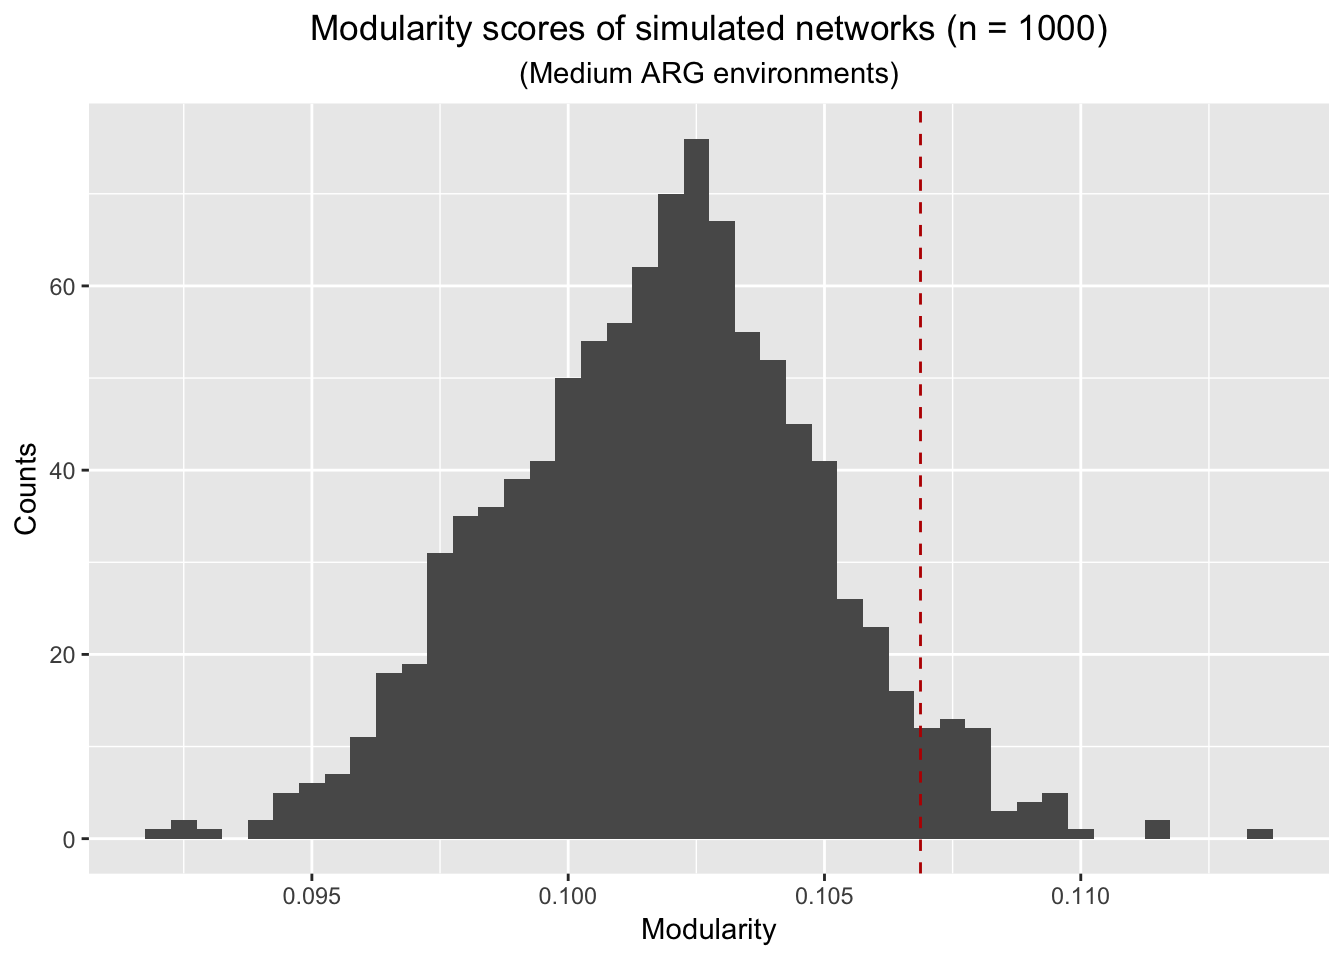 Modularity scores of simulated networks (n = 1000)
(Medium ARG environments)
60
40
20
0
Counts
0.095
0.100
0.105
0.110
Modularity